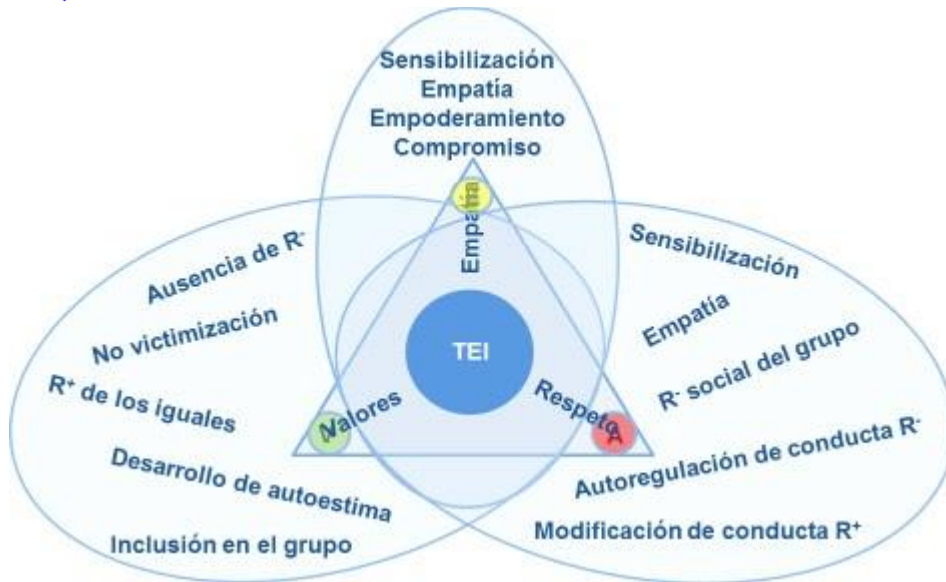 Sensibilización
Empatía
Empoderamiento
Compromiso
Empatía
Ausencia de R⁻
No victimización
R⁺ de los iguales
Desarrollo de autoestima
Inclusión en el grupo
TEI
Valores
Respeto
A
Sensibilización
Empatía
R⁻ social del grupo
Autoregulación de conducta R⁻
Modificación de conducta R⁺